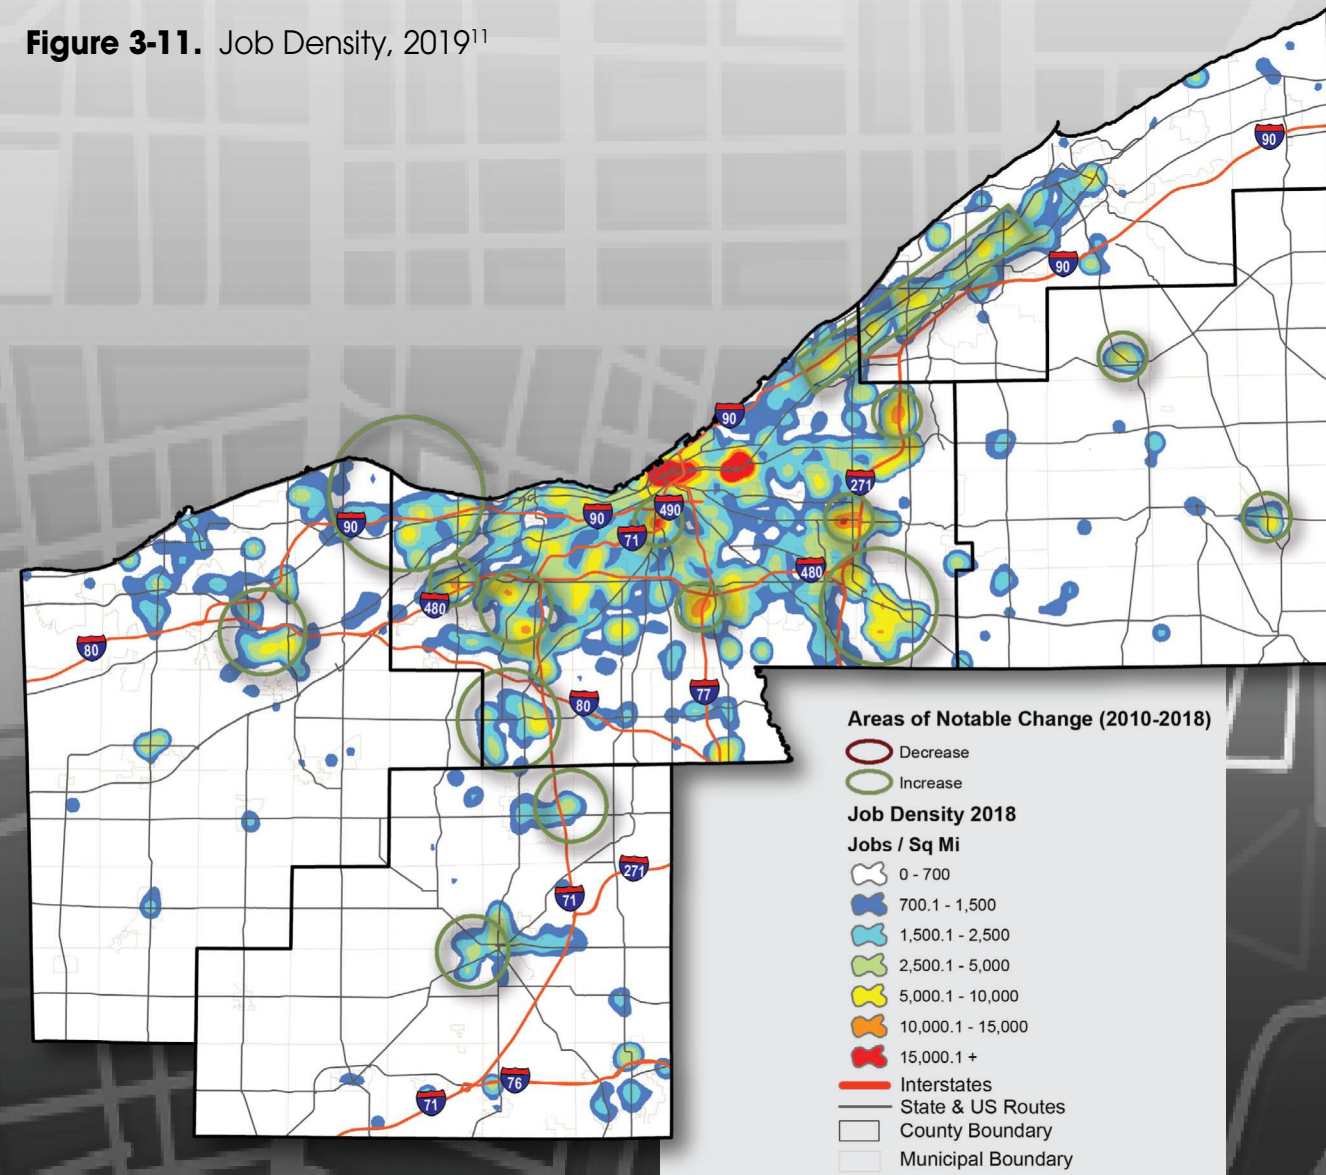 Figure 3-11. Job Density, 2019¹¹
90
90
90
271
90
490
90
90
71
480
480
80
77
80
271
71
76
71
Areas of Notable Change (2010-2018)
Decrease
Increase
Job Density 2018
Jobs / Sq Mi
0 - 700
700.1 - 1,500
1,500.1 - 2,500
2,500.1 - 5,000
5,000.1 - 10,000
10,000.1 - 15,000
15,000.1 +
Interstates
State & US Routes
County Boundary
Municipal Boundary